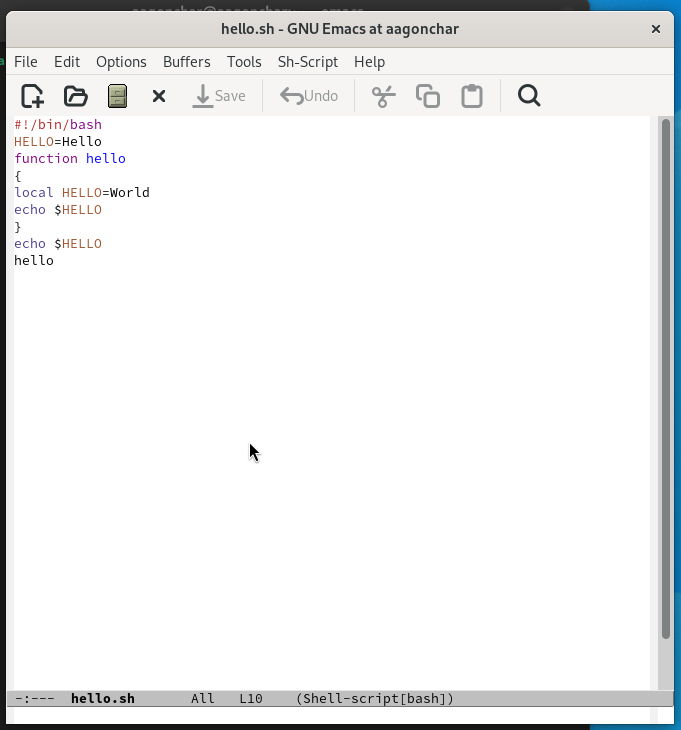 hello.sh - GNU Emacs at aagonchar
File Edit Options Buffers Tools Sh-Script Help
Save Undo
#!/bin/bash
HELLO=Hello
function hello
{
local HELLO=World
echo $HELLO
}
echo $HELLO
hello
-:--- hello.sh All L10 (Shell-script[bash])